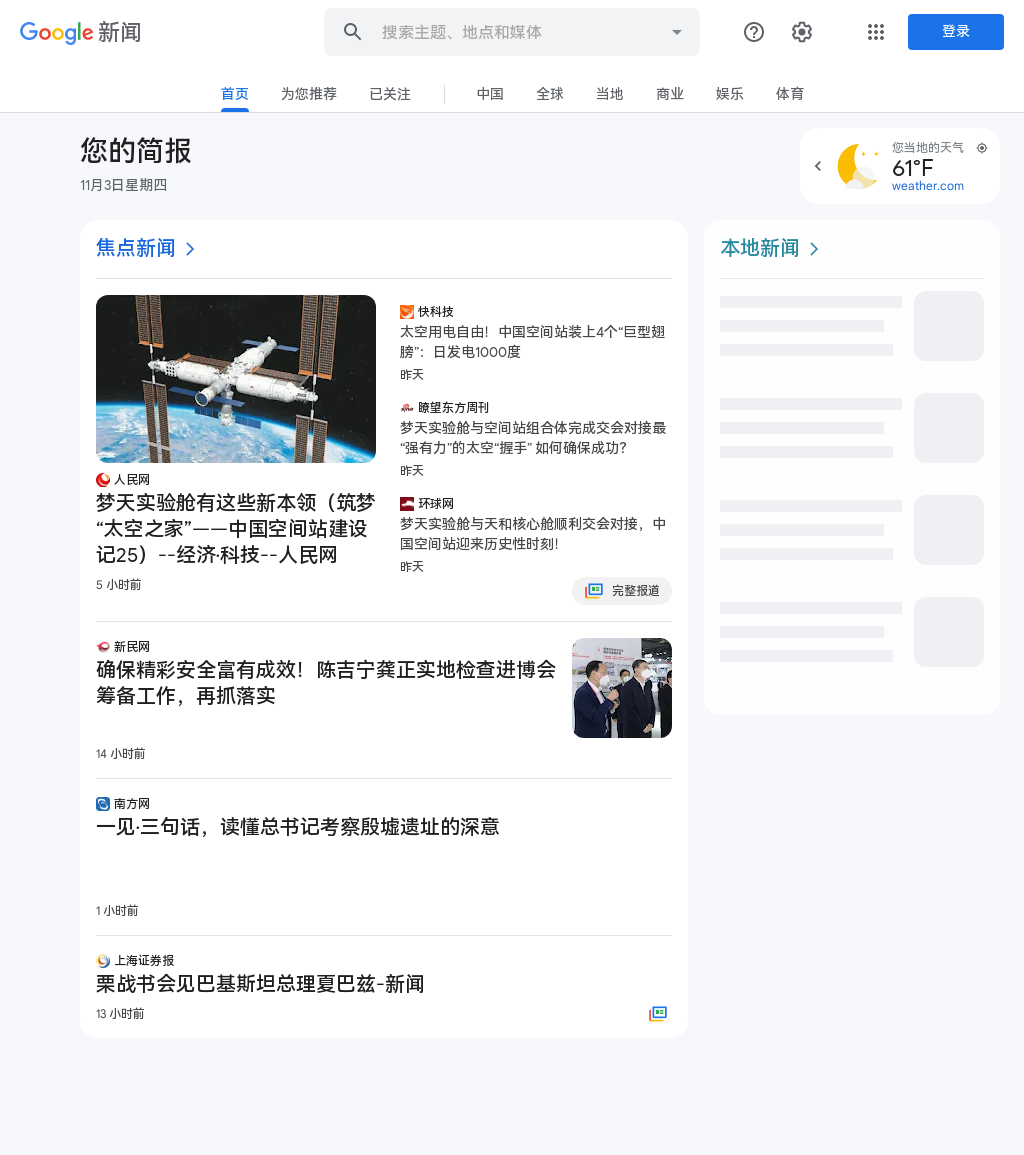 Google 新闻
搜索主题、地点和媒体
登录
首页
为您推荐
已关注
中国
全球
当地
商业
娱乐
体育
您的简报
11月3日星期四
您当地的天气
61°F
weather.com
焦点新闻
人民网
梦天实验舱有这些新本领（筑梦
“太空之家”——中国空间站建设
记25）--经济·科技--人民网
5 小时前
快科技
太空用电自由！中国空间站装上4个“巨型翅
膀”：日发电1000度
昨天
瞭望东方周刊
梦天实验舱与空间站组合体完成交会对接最
“强有力”的太空“握手” 如何确保成功？
昨天
环球网
梦天实验舱与天和核心舱顺利交会对接，中
国空间站迎来历史性时刻！
昨天
完整报道
新民网
确保精彩安全富有成效！陈吉宁龚正实地检查进博会
筹备工作，再抓落实
14 小时前
南方网
一见·三句话，读懂总书记考察殷墟遗址的深意
1 小时前
上海证券报
栗战书会见巴基斯坦总理夏巴兹-新闻
13 小时前
本地新闻